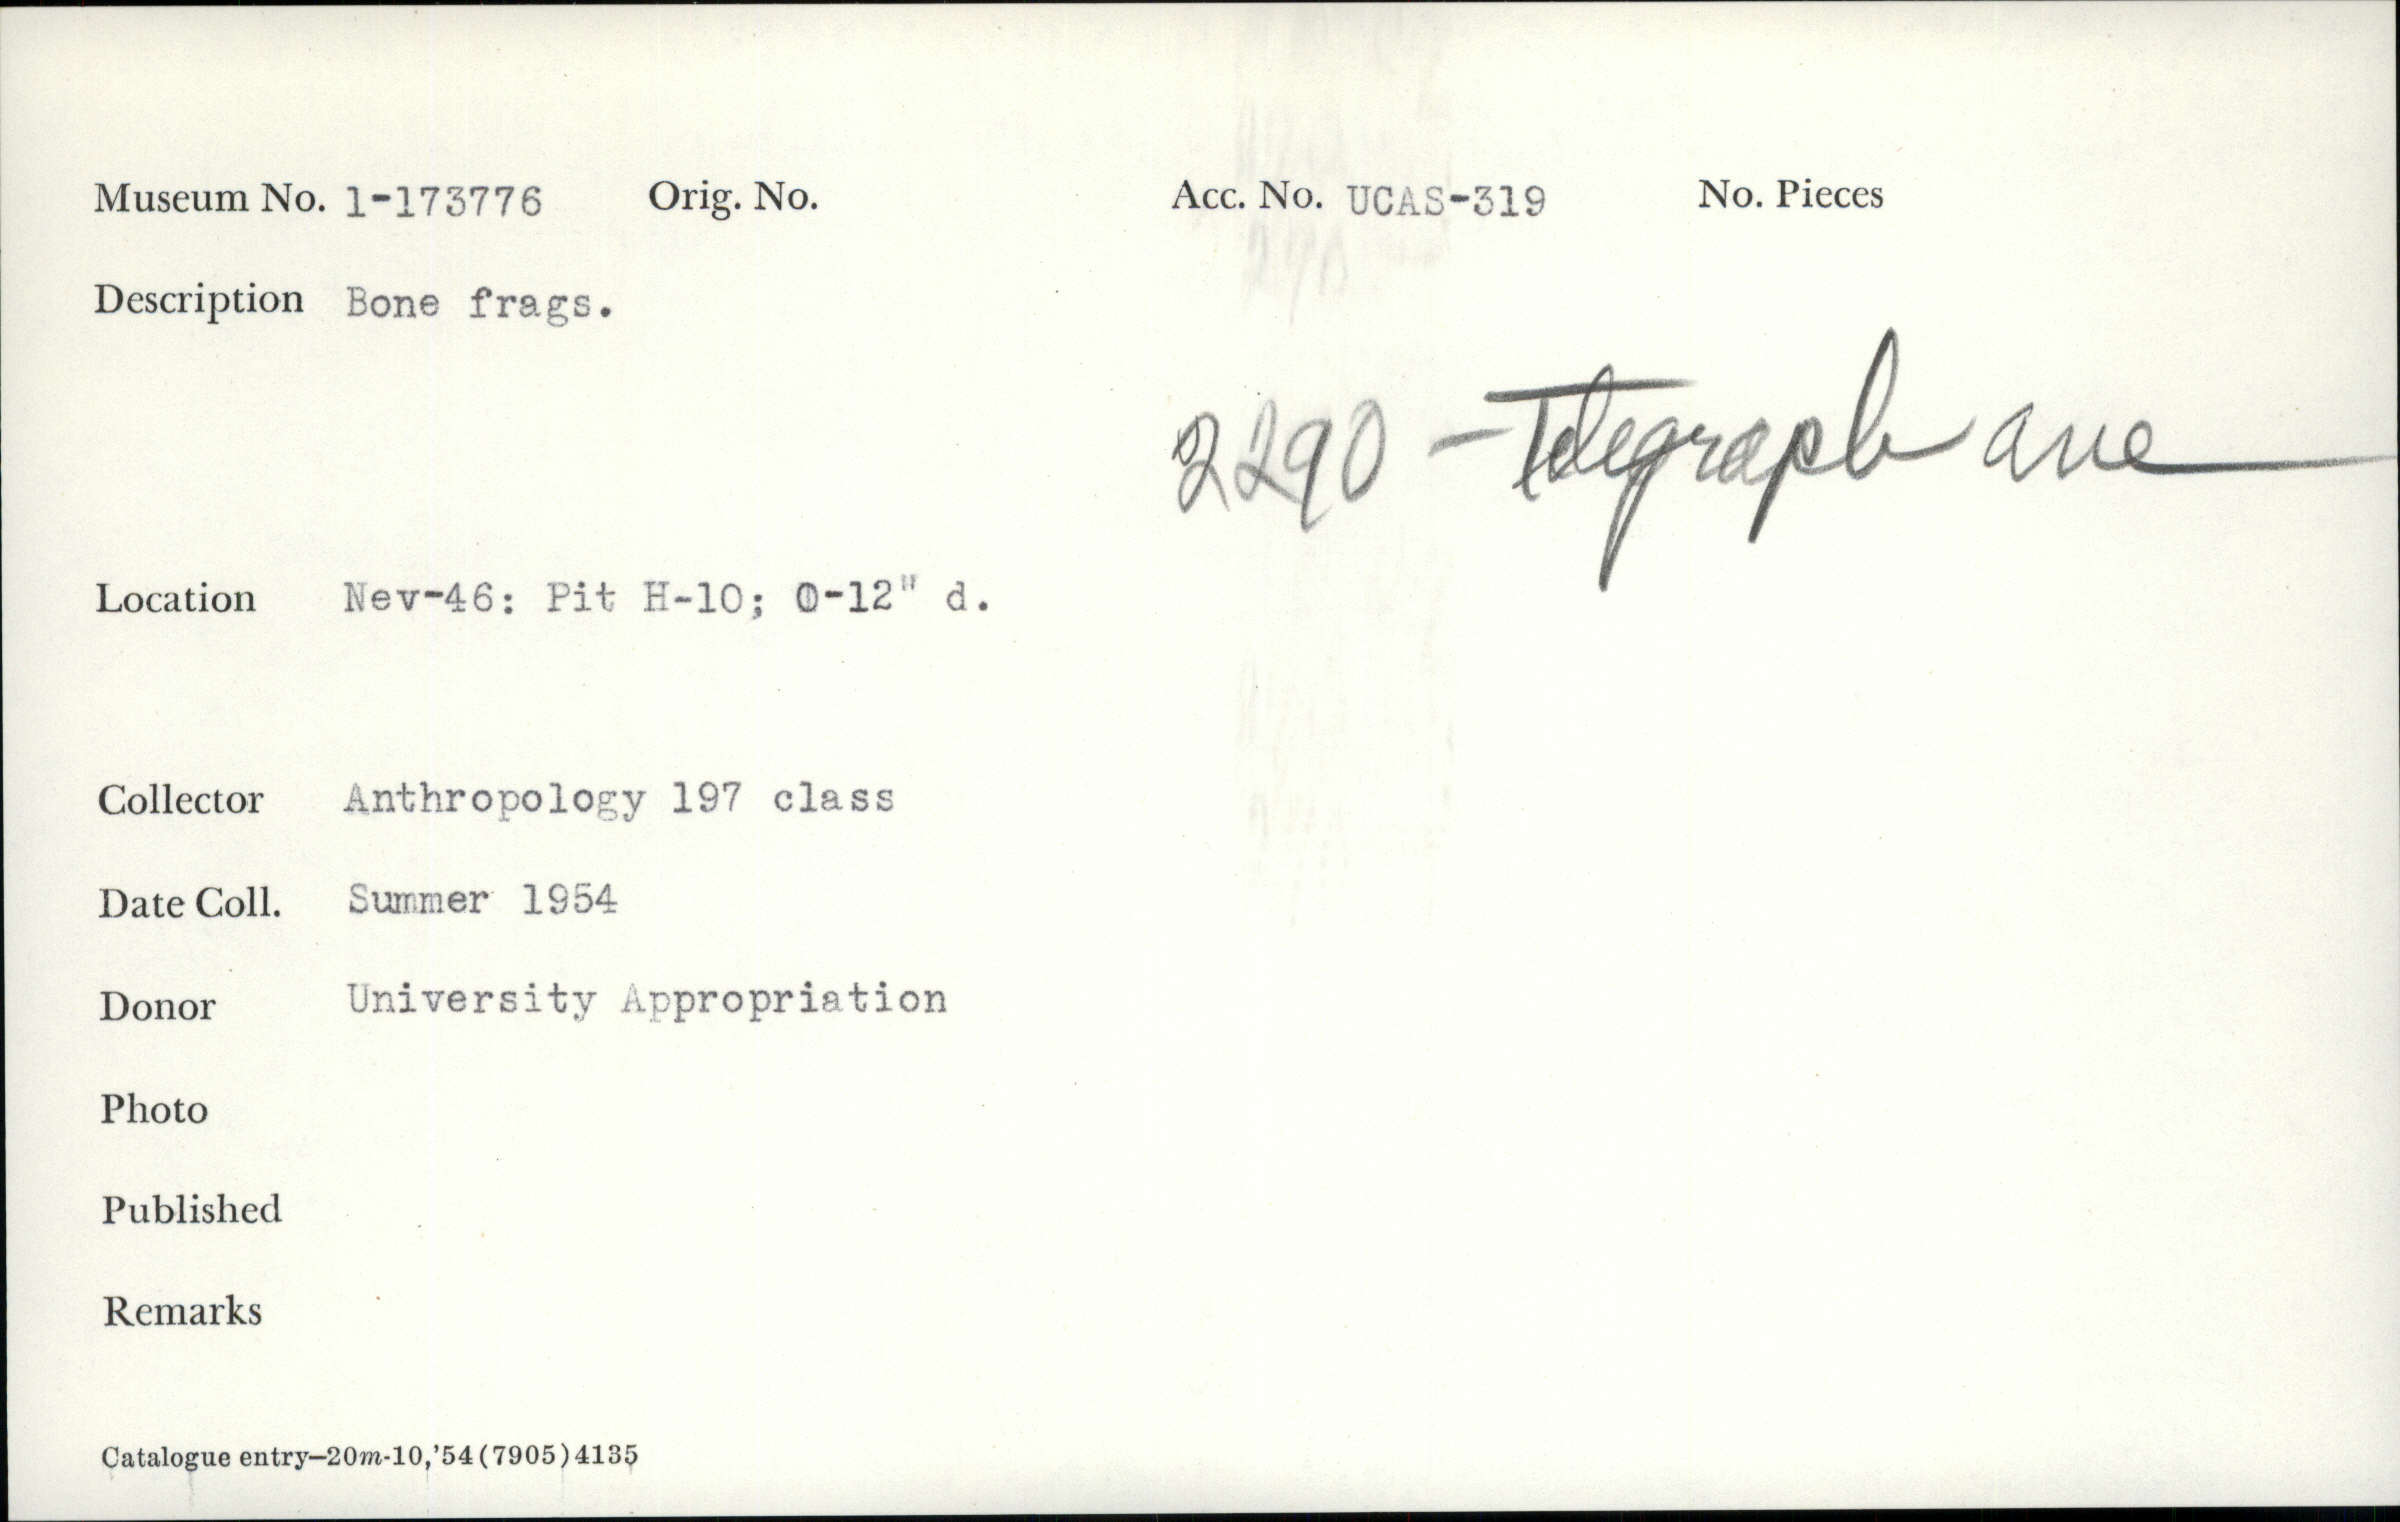 Museum No. 1-173776 Orig. No. Acc. No. UCAS-319 No. Pieces
Description Bone frags.
2290 - Telegraph ave
Location Nev-46: Pit H-10; 0-12" d.
Collector Anthropology 197 class
Date Coll. Summer 1954
Donor University Appropriation
Photo
Published
Remarks
Catalogue entry—20m-10,'54(7905)4135